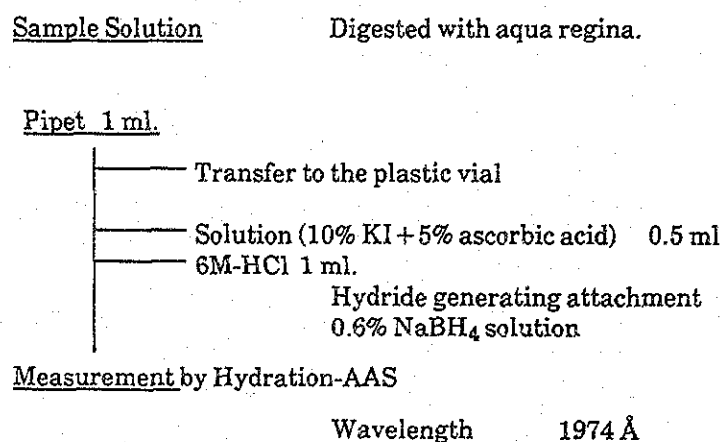 Sample Solution Digested with aqua regina.
Pipet 1 ml.
Transfer to the plastic vial
Solution (10% KI+5% ascorbic acid) 0.5 ml
6M-HCl 1 ml.
Hydride generating attachment
0.6% NaBH₄ solution
Measurement by Hydration-AAS
Wavelength 1974 Å